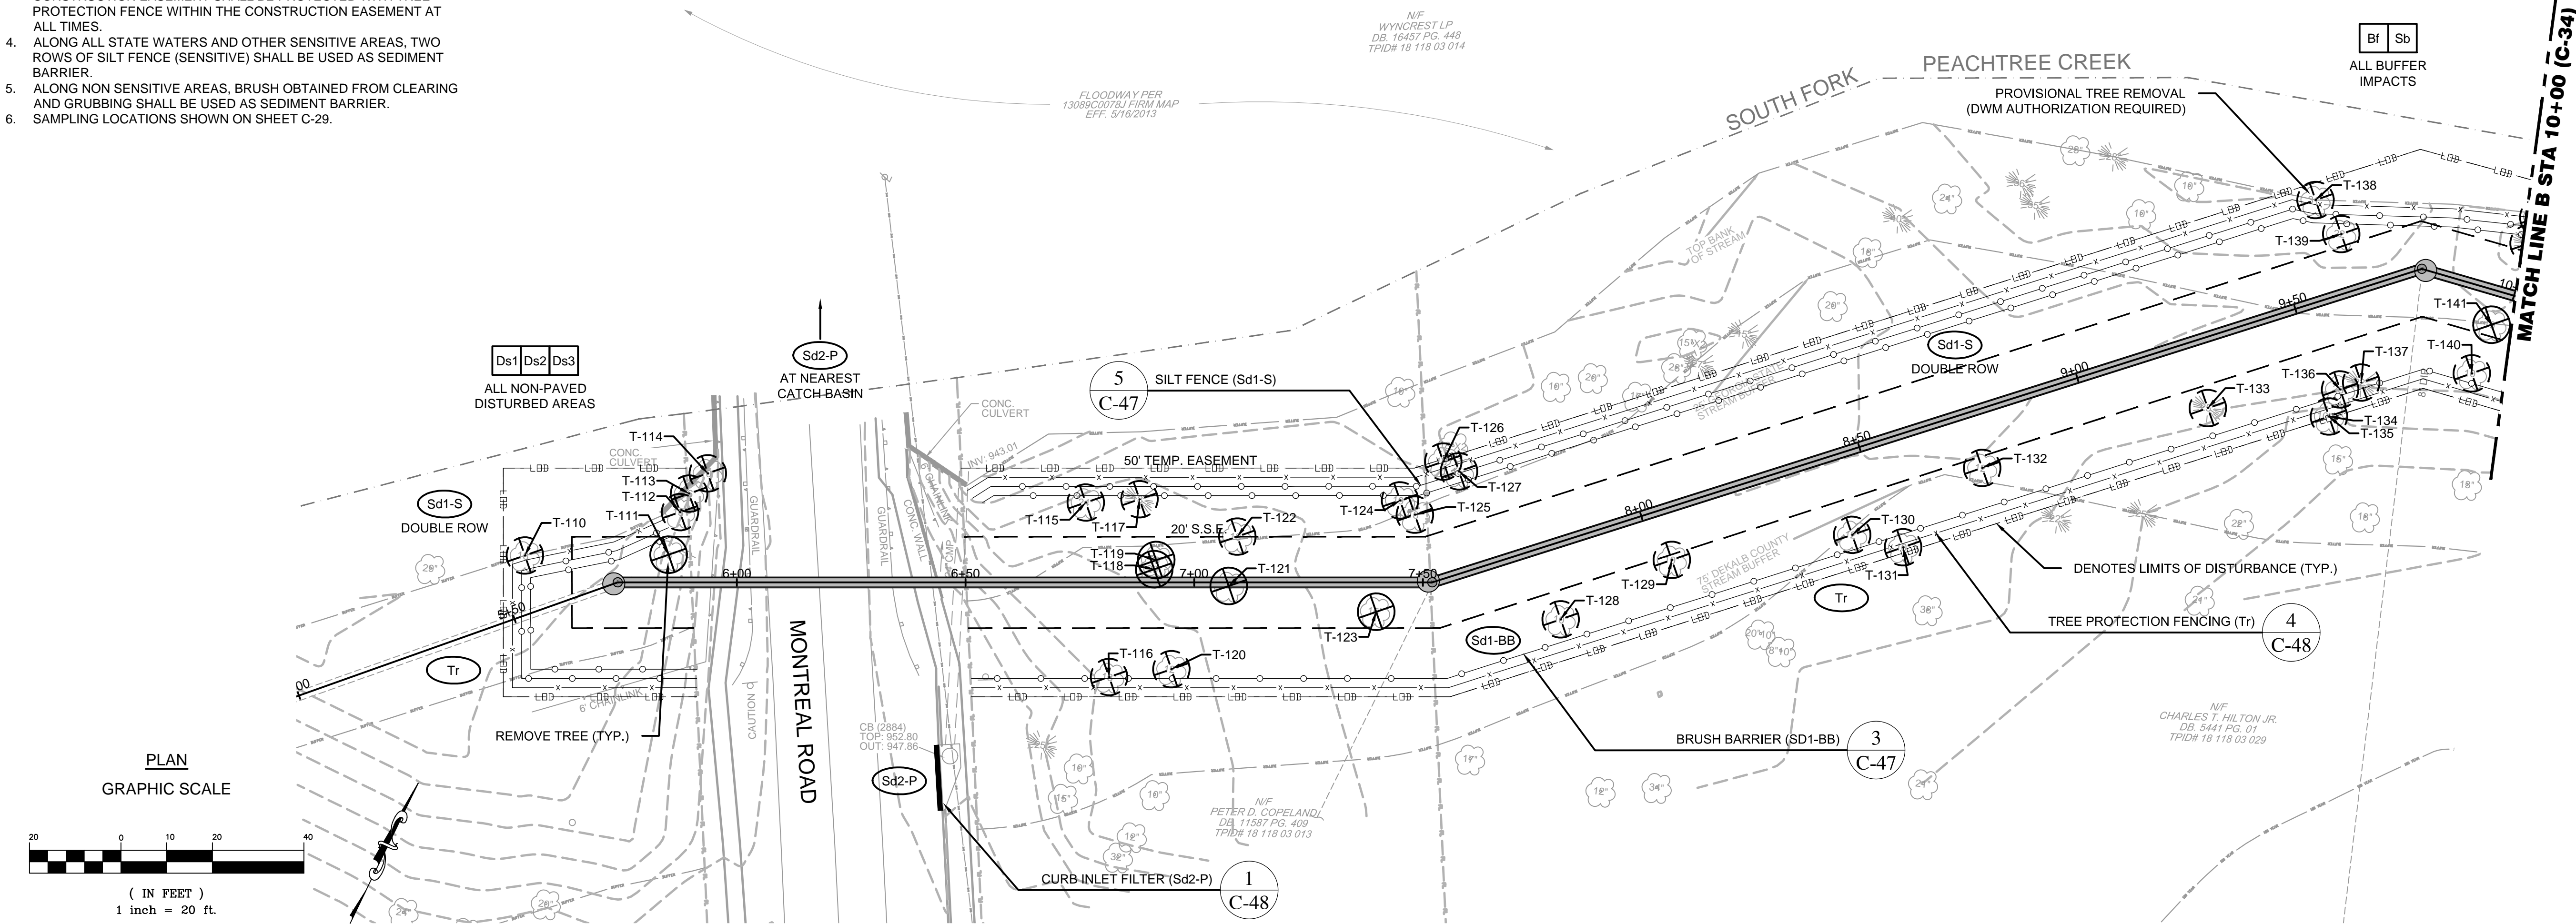 PROTECTION FENCE WITHIN THE CONSTRUCTION EASEMENT AT
ALL TIMES.
4. ALONG ALL STATE WATERS AND OTHER SENSITIVE AREAS, TWO
ROWS OF SILT FENCE (SENSITIVE) SHALL BE USED AS SEDIMENT
BARRIER.
5. ALONG NON SENSITIVE AREAS, BRUSH OBTAINED FROM CLEARING
AND GRUBBING SHALL BE USED AS SEDIMENT BARRIER.
6. SAMPLING LOCATIONS SHOWN ON SHEET C-29.
N/F
WYNCREST LP
DB. 16457 PG. 448
TPID# 18 118 03 014
FLOODWAY PER
13089C0078J FIRM MAP
EFF. 5/16/2013
SOUTH FORK PEACHTREE CREEK
Bf Sb
ALL BUFFER
IMPACTS
PROVISIONAL TREE REMOVAL
(DWM AUTHORIZATION REQUIRED)
MATCH LINE B STA 10+00 (C-34)
TOP BANK
OF STREAM
T-138
T-139
T-141
T-140
T-137
T-136
T-134
T-135
T-133
T-132
T-130
T-131
T-129
T-128
9+50
9+00
8+50
8+00
Sd1-S
DOUBLE ROW
Ds1 Ds2 Ds3
ALL NON-PAVED
DISTURBED AREAS
Sd2-P
AT NEAREST
CATCH BASIN
5
C-47
SILT FENCE (Sd1-S)
CONC.
CULVERT
INV: 943.01
50' TEMP. EASEMENT
20' S.S.E.
T-126
T-127
T-124
T-125
T-115
T-117
T-122
T-119
T-118
T-121
T-123
T-116
T-120
T-114
CONC.
CULVERT
T-113
T-112
T-111
T-110
Sd1-S
DOUBLE ROW
5+50
6+00
6+50
7+00
7+50
GUARDRAIL
GUARDRAIL
CONC WALL
6' CHAINLINK
CAUTION
MONTREAL ROAD
Tr
6' CHAINLINK
REMOVE TREE (TYP.)
CB (2884)
TOP: 952.80
OUT: 947.86
Sd2-P
CURB INLET FILTER (Sd2-P)
1
C-48
N/F
PETER D. COPELAND
DB. 11587 PG. 409
TPID# 18 118 03 013
Sd1-BB
75' DEKALB COUNTY
STREAM BUFFER
Tr
DENOTES LIMITS OF DISTURBANCE (TYP.)
TREE PROTECTION FENCING (Tr)
4
C-48
BRUSH BARRIER (SD1-BB)
3
C-47
N/F
CHARLES T. HILTON JR.
DB. 5441 PG. 01
TPID# 18 118 03 029
PLAN
GRAPHIC SCALE
20 0 10 20 40
( IN FEET )
1 inch = 20 ft.